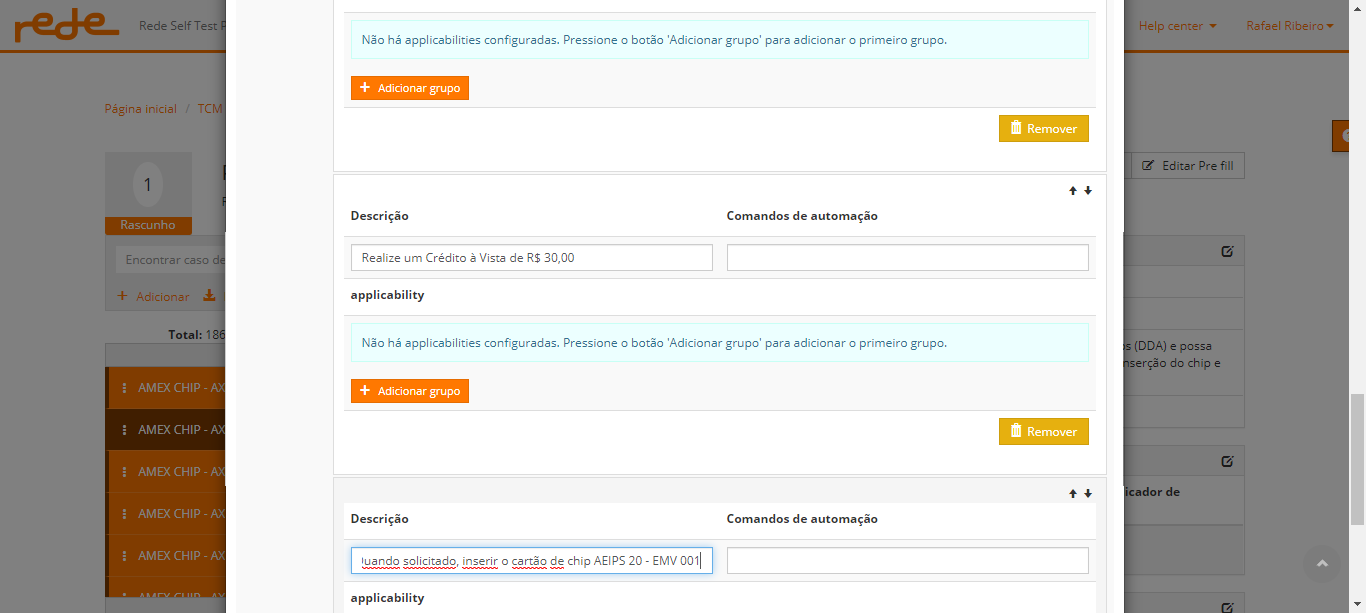 rede
Rede Self Test
Help center
Rafael Ribeiro
Página inicial / TCM
1
Rascunho
Encontrar caso de
Adicionar
Total: 186
AMEX CHIP - AX
AMEX CHIP - AX
AMEX CHIP - AX
AMEX CHIP - AX
AMEX CHIP - AX
AMEX CHIP - AX
Não há applicabilities configuradas. Pressione o botão 'Adicionar grupo' para adicionar o primeiro grupo.
+ Adicionar grupo
Remover
Descrição
Comandos de automação
Realize um Crédito à Vista de R$ 30,00
applicability
Não há applicabilities configuradas. Pressione o botão 'Adicionar grupo' para adicionar o primeiro grupo.
+ Adicionar grupo
Remover
Descrição
Comandos de automação
Quando solicitado, inserir o cartão de chip AEIPS 20 - EMV 001
applicability
Editar Pre fill
(DDA) e possa
nserção do chip e
icador de